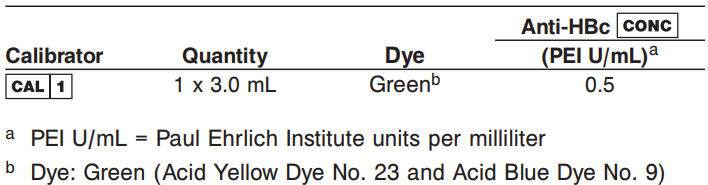 Anti-HBc CONC
Calibrator Quantity Dye (PEI U/mL)a
CAL 1 1 x 3.0 mL Greenb 0.5
a PEI U/mL = Paul Ehrlich Institute units per milliliter
b Dye: Green (Acid Yellow Dye No. 23 and Acid Blue Dye No. 9)